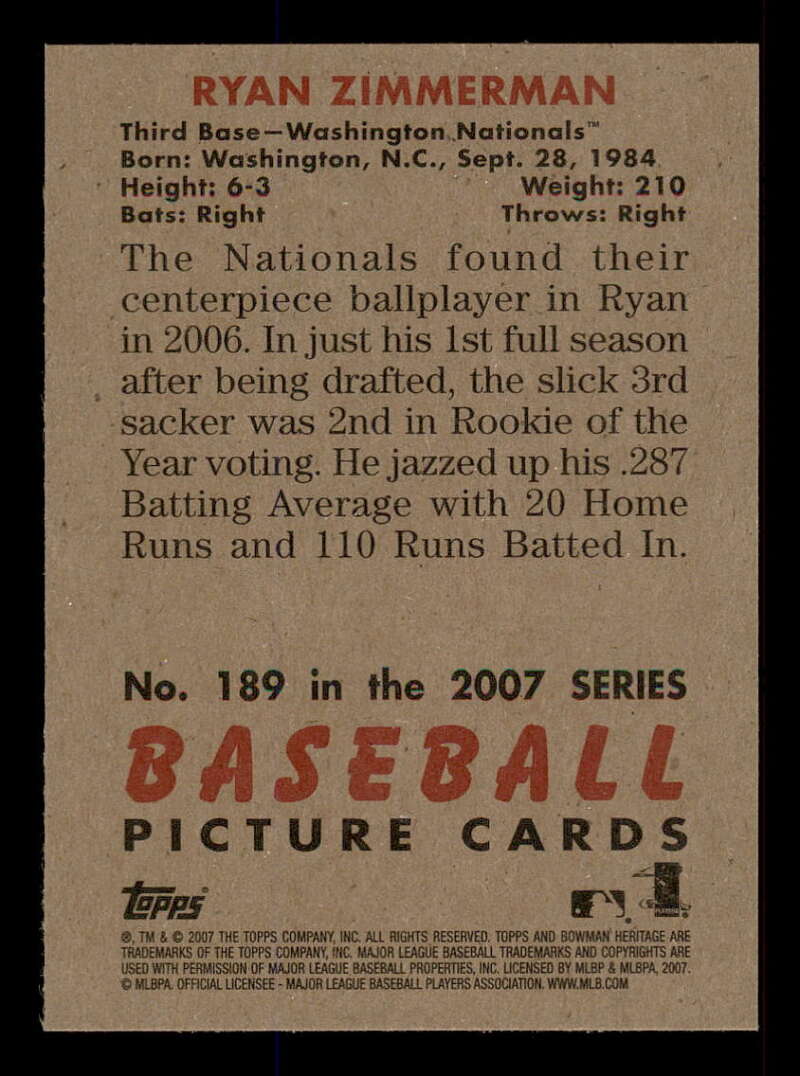 RYAN ZIMMERMAN
Third Base—Washington Nationals™
Born: Washington, N.C., Sept. 28, 1984
Height: 6-3 Weight: 210
Bats: Right Throws: Right
The Nationals found their
centerpiece ballplayer in Ryan
in 2006. In just his 1st full season
after being drafted, the slick 3rd
sacker was 2nd in Rookie of the
Year voting. He jazzed up his .287
Batting Average with 20 Home
Runs and 110 Runs Batted In.
No. 189 in the 2007 SERIES
BASEBALL
PICTURE CARDS
topps
®, TM & © 2007 THE TOPPS COMPANY, INC. ALL RIGHTS RESERVED. TOPPS AND BOWMAN HERITAGE ARE
TRADEMARKS OF THE TOPPS COMPANY, INC. MAJOR LEAGUE BASEBALL TRADEMARKS AND COPYRIGHTS ARE
USED WITH PERMISSION OF MAJOR LEAGUE BASEBALL PROPERTIES, INC. LICENSED BY MLBP & MLBPA, 2007.
© MLBPA. OFFICIAL LICENSEE - MAJOR LEAGUE BASEBALL PLAYERS ASSOCIATION. WWW.MLB.COM